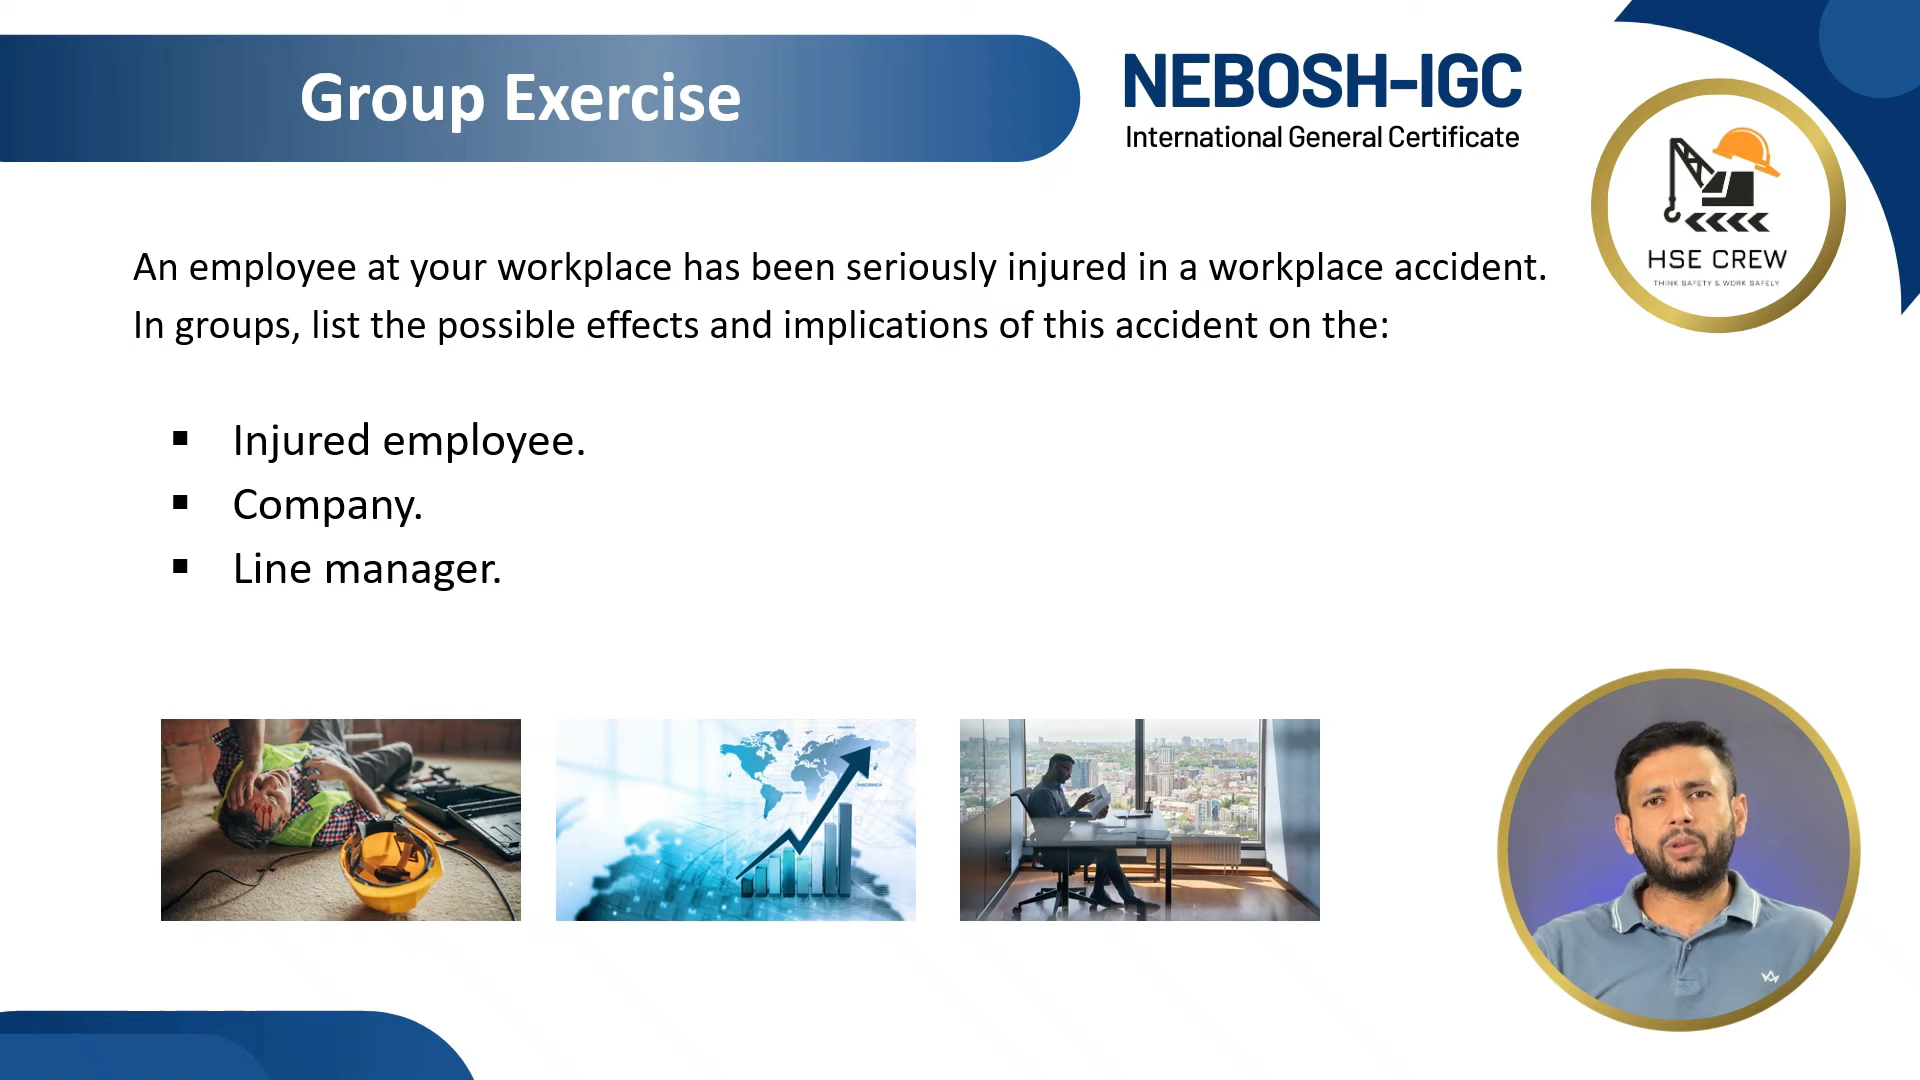 Group Exercise
NEBOSH-IGC
International General Certificate
HSE CREW
THINK SAFETY & WORK SAFELY
An employee at your workplace has been seriously injured in a workplace accident.
In groups, list the possible effects and implications of this accident on the:
▪ Injured employee.
▪ Company.
▪ Line manager.